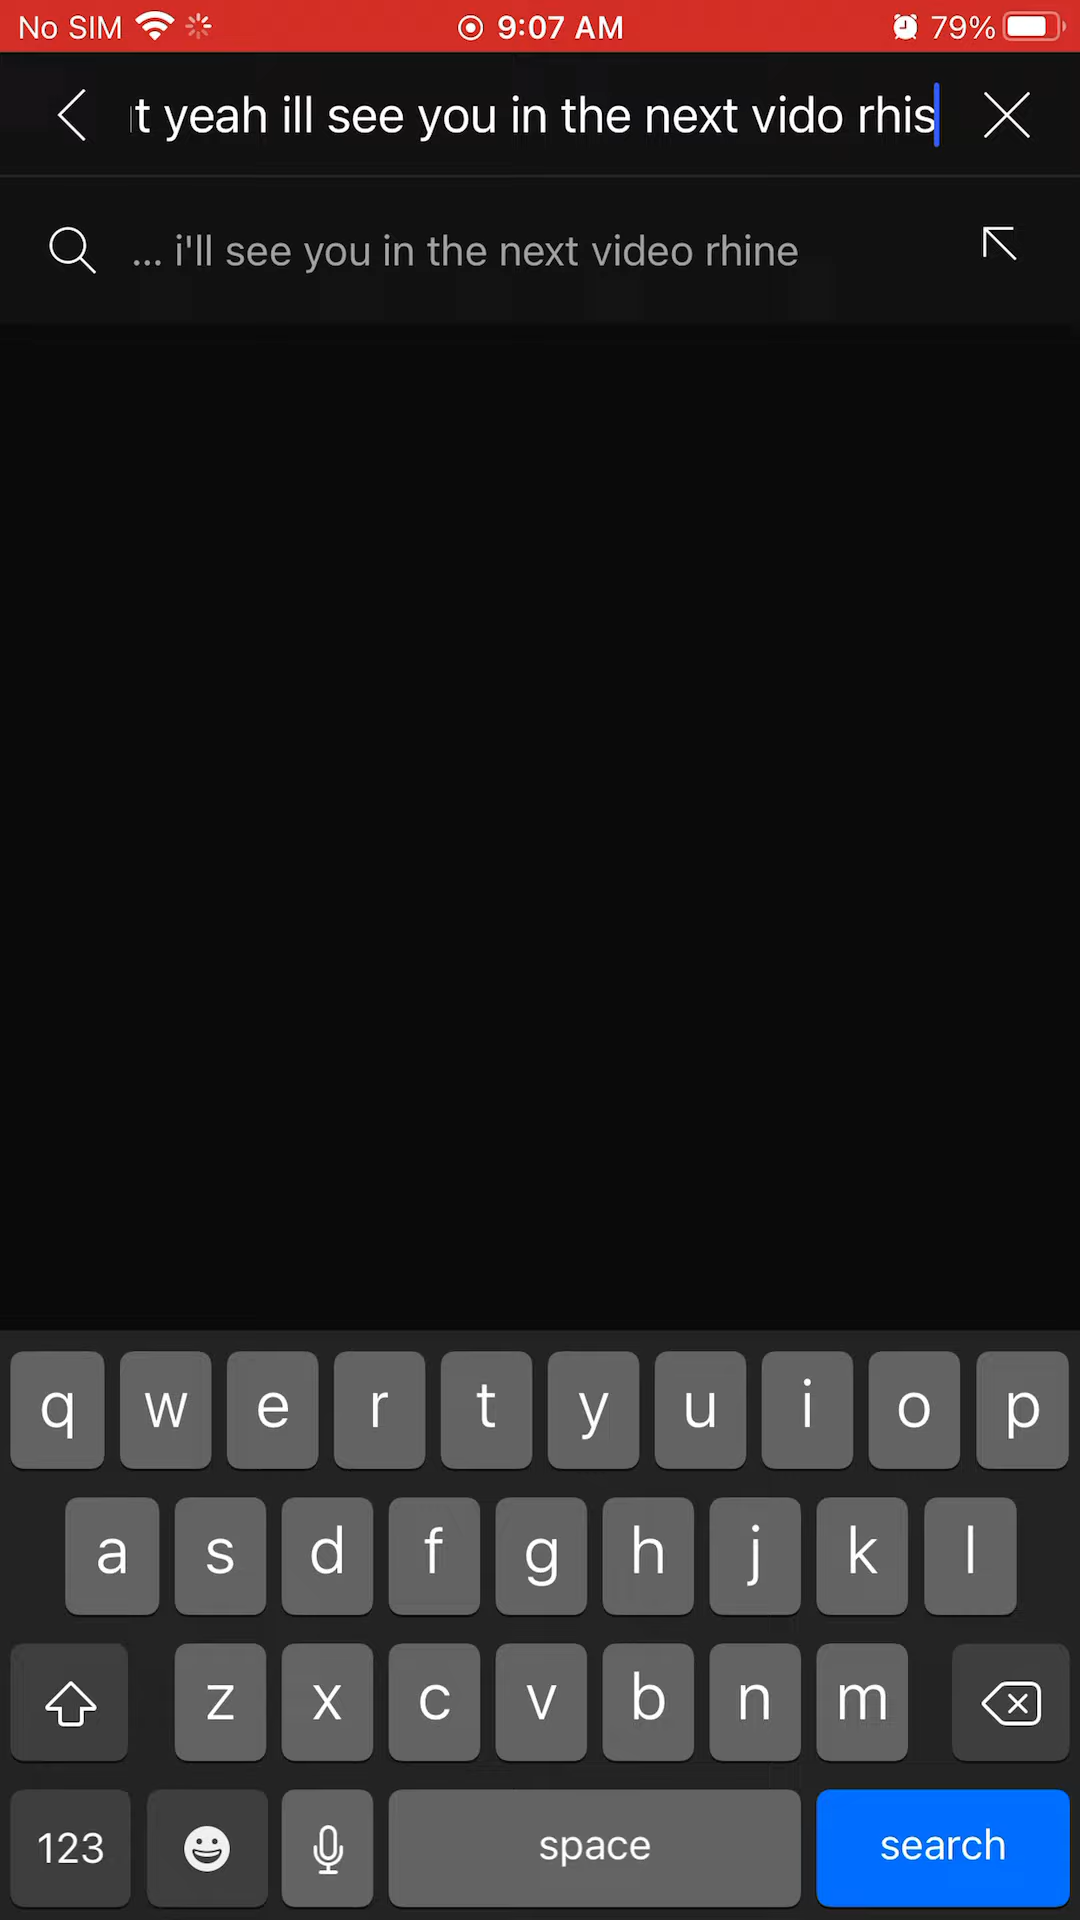 No SIM 9:07 AM 79%
t yeah ill see you in the next vido rhis
... i'll see you in the next video rhine
q w e r t y u i o p
a s d f g h j k l
z x c v b n m
123 space search